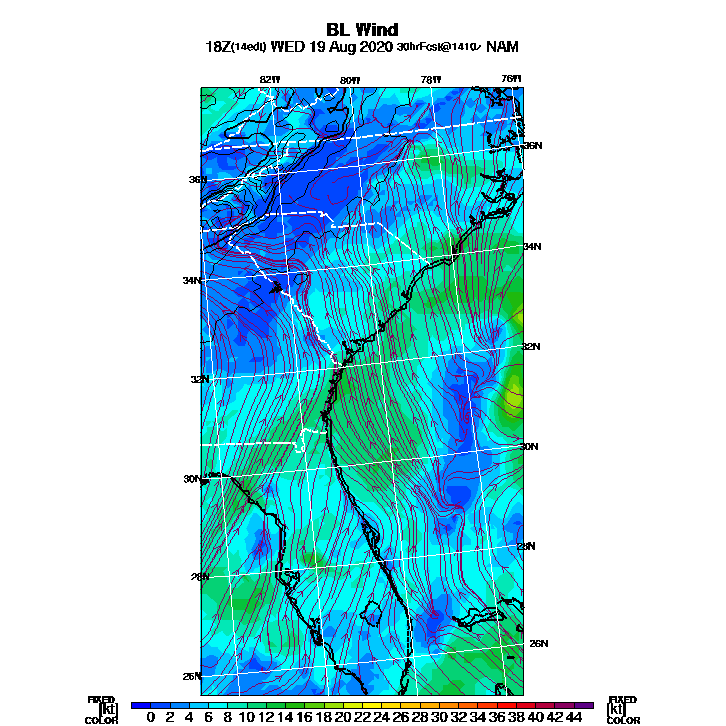 BL Wind
18Z(14edt) WED 19 Aug 2020 30hrFcst@1410z NAM
82W 80W 78W 76W
36N
36N
34N
34N
32N
32N
30N
30N
28N
28N
26N
26N
FIXED FIXED
[kt] 0 2 4 6 8 10 12 14 16 18 20 22 24 26 28 30 32 34 36 38 40 42 44 [kt]
COLOR COLOR